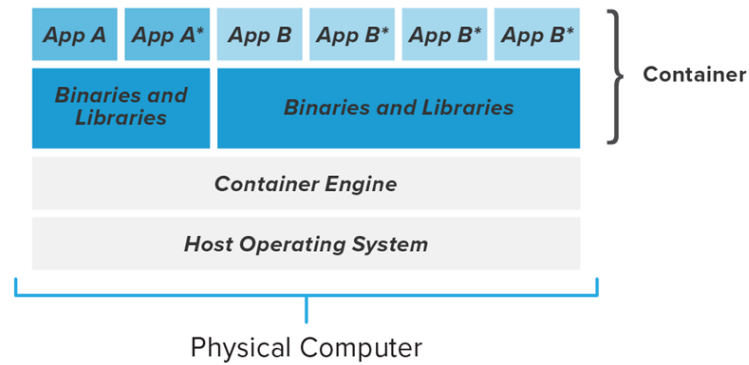 App A
App A*
App B
App B*
App B*
App B*
Container
Binaries and
Libraries
Binaries and Libraries
Container Engine
Host Operating System
Physical Computer